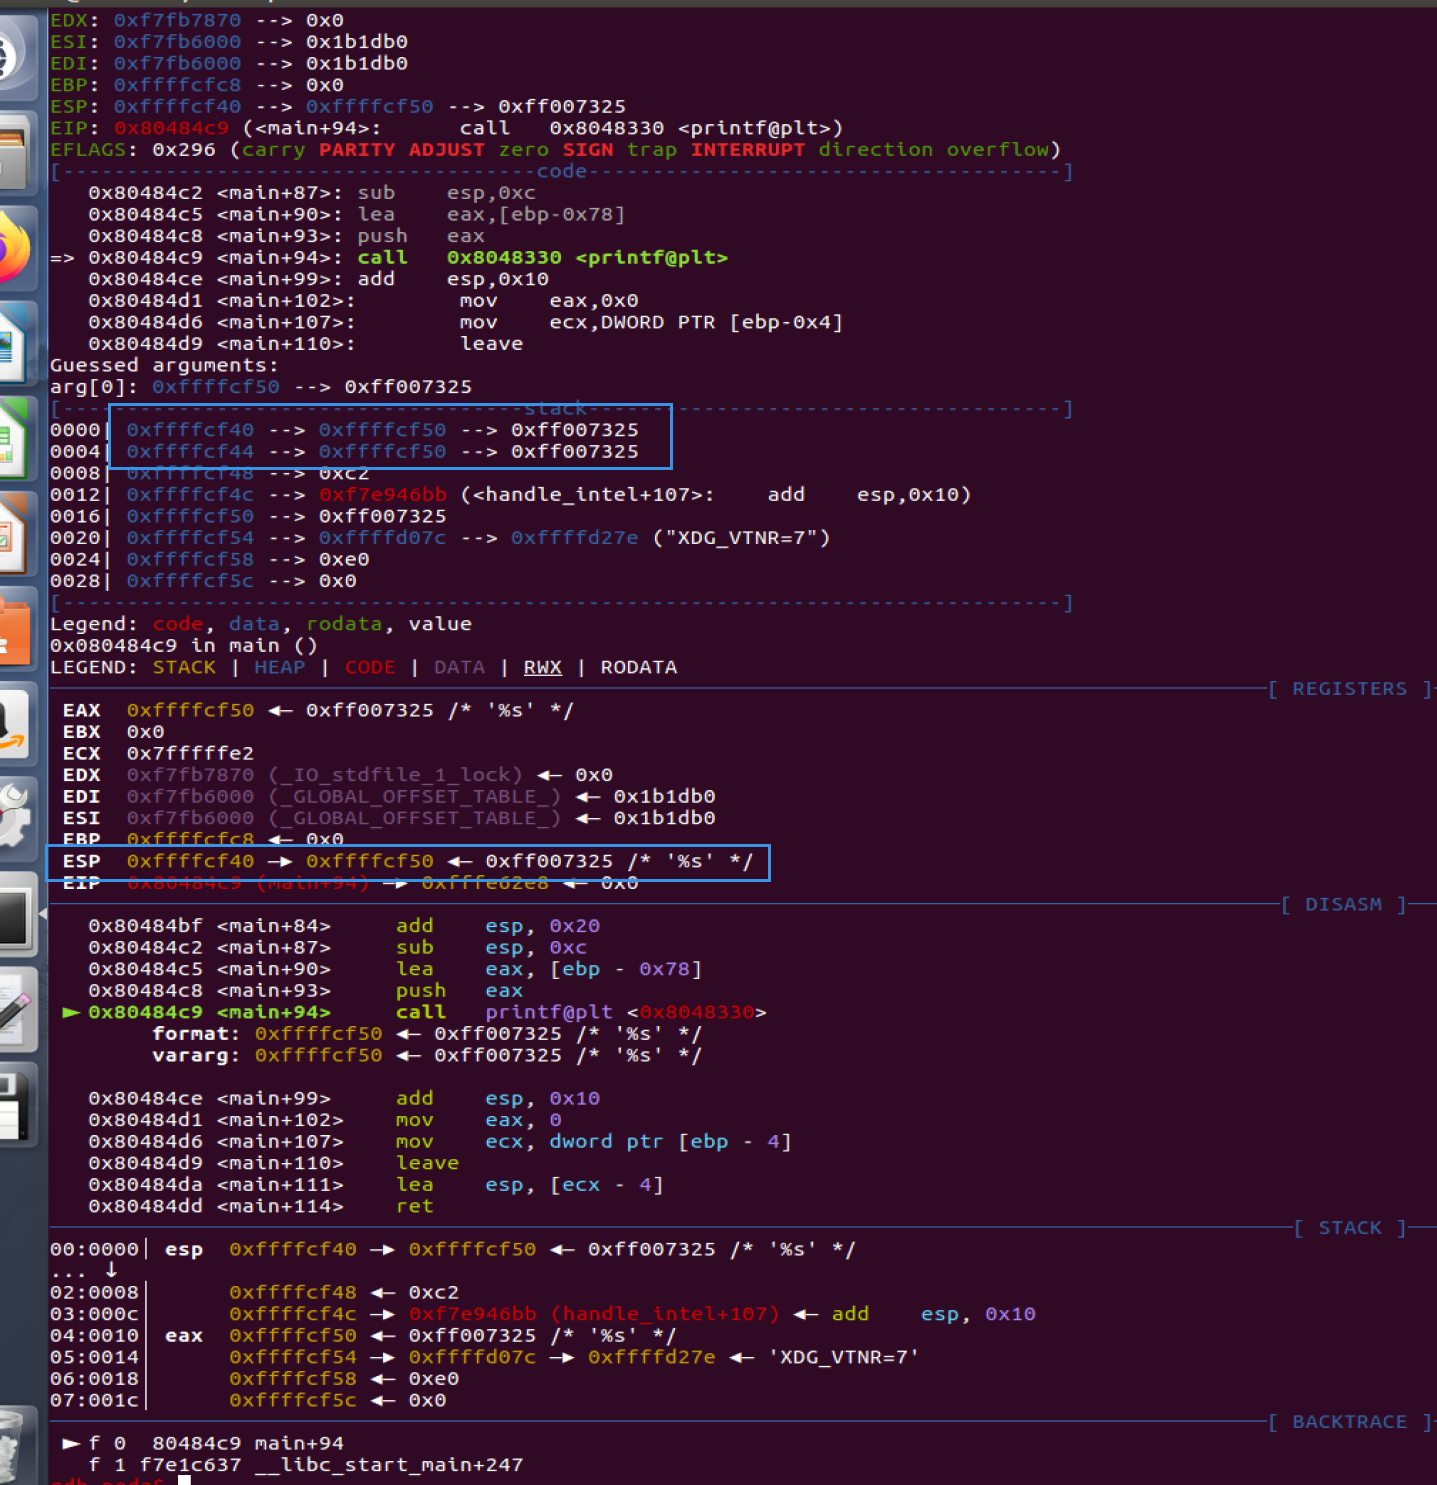 EDX: 0xf7fb7870 --> 0x0
ESI: 0xf7fb6000 --> 0x1b1db0
EDI: 0xf7fb6000 --> 0x1b1db0
EBP: 0xffffcfc8 --> 0x0
ESP: 0xffffcf40 --> 0xffffcf50 --> 0xff007325
EIP: 0x80484c9 (<main+94>:      call   0x8048330 <printf@plt>)
EFLAGS: 0x296 (carry PARITY ADJUST zero SIGN trap INTERRUPT direction overflow)
[-------------------------------------code-------------------------------------]
   0x80484c2 <main+87>: sub    esp,0xc
   0x80484c5 <main+90>: lea    eax,[ebp-0x78]
   0x80484c8 <main+93>: push   eax
=> 0x80484c9 <main+94>: call   0x8048330 <printf@plt>
   0x80484ce <main+99>: add    esp,0x10
   0x80484d1 <main+102>:        mov    eax,0x0
   0x80484d6 <main+107>:        mov    ecx,DWORD PTR [ebp-0x4]
   0x80484d9 <main+110>:        leave
Guessed arguments:
arg[0]: 0xffffcf50 --> 0xff007325
[------------------------------------stack-------------------------------------]
0000| 0xffffcf40 --> 0xffffcf50 --> 0xff007325
0004| 0xffffcf44 --> 0xffffcf50 --> 0xff007325
0008| 0xffffcf48 --> 0xc2
0012| 0xffffcf4c --> 0xf7e946bb (<handle_intel+107>:    add    esp,0x10)
0016| 0xffffcf50 --> 0xff007325
0020| 0xffffcf54 --> 0xffffd07c --> 0xffffd27e ("XDG_VTNR=7")
0024| 0xffffcf58 --> 0xe0
0028| 0xffffcf5c --> 0x0
[------------------------------------------------------------------------------]
Legend: code, data, rodata, value
0x080484c9 in main ()
LEGEND: STACK | HEAP | CODE | DATA | RWX | RODATA
[ REGISTERS ]
 EAX  0xffffcf50 ◂— 0xff007325 /* '%s' */
 EBX  0x0
 ECX  0x7fffffe2
 EDX  0xf7fb7870 (_IO_stdfile_1_lock) ◂— 0x0
 EDI  0xf7fb6000 (_GLOBAL_OFFSET_TABLE_) ◂— 0x1b1db0
 ESI  0xf7fb6000 (_GLOBAL_OFFSET_TABLE_) ◂— 0x1b1db0
 EBP  0xffffcfc8 ◂— 0x0
 ESP  0xffffcf40 —▸ 0xffffcf50 ◂— 0xff007325 /* '%s' */
 EIP  0x80484c9 (main+94) —▸ 0xfffe62e8 ◂— 0x0
[ DISASM ]
   0x80484bf <main+84>     add    esp, 0x20
   0x80484c2 <main+87>     sub    esp, 0xc
   0x80484c5 <main+90>     lea    eax, [ebp - 0x78]
   0x80484c8 <main+93>     push   eax
 ► 0x80484c9 <main+94>     call   printf@plt <0x8048330>
        format: 0xffffcf50 ◂— 0xff007325 /* '%s' */
        vararg: 0xffffcf50 ◂— 0xff007325 /* '%s' */
   0x80484ce <main+99>     add    esp, 0x10
   0x80484d1 <main+102>    mov    eax, 0
   0x80484d6 <main+107>    mov    ecx, dword ptr [ebp - 4]
   0x80484d9 <main+110>    leave
   0x80484da <main+111>    lea    esp, [ecx - 4]
   0x80484dd <main+114>    ret
[ STACK ]
00:0000│ esp  0xffffcf40 —▸ 0xffffcf50 ◂— 0xff007325 /* '%s' */
... ↓
02:0008│      0xffffcf48 ◂— 0xc2
03:000c│      0xffffcf4c —▸ 0xf7e946bb (handle_intel+107) ◂— add    esp, 0x10
04:0010│ eax  0xffffcf50 ◂— 0xff007325 /* '%s' */
05:0014│      0xffffcf54 —▸ 0xffffd07c —▸ 0xffffd27e ◂— 'XDG_VTNR=7'
06:0018│      0xffffcf58 ◂— 0xe0
07:001c│      0xffffcf5c ◂— 0x0
[ BACKTRACE ]
 ► f 0  80484c9 main+94
   f 1 f7e1c637 __libc_start_main+247
gdb-peda$